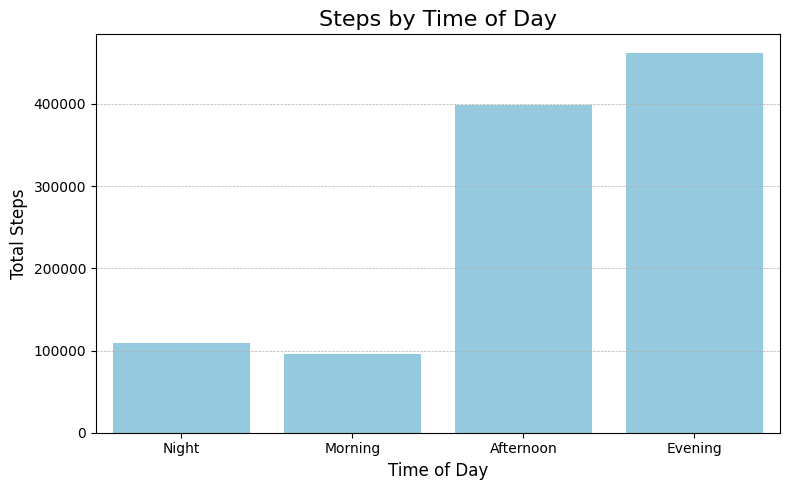 Steps by Time of Day
Total Steps
400000
300000
200000
100000
0
Night Morning Afternoon Evening
Time of Day